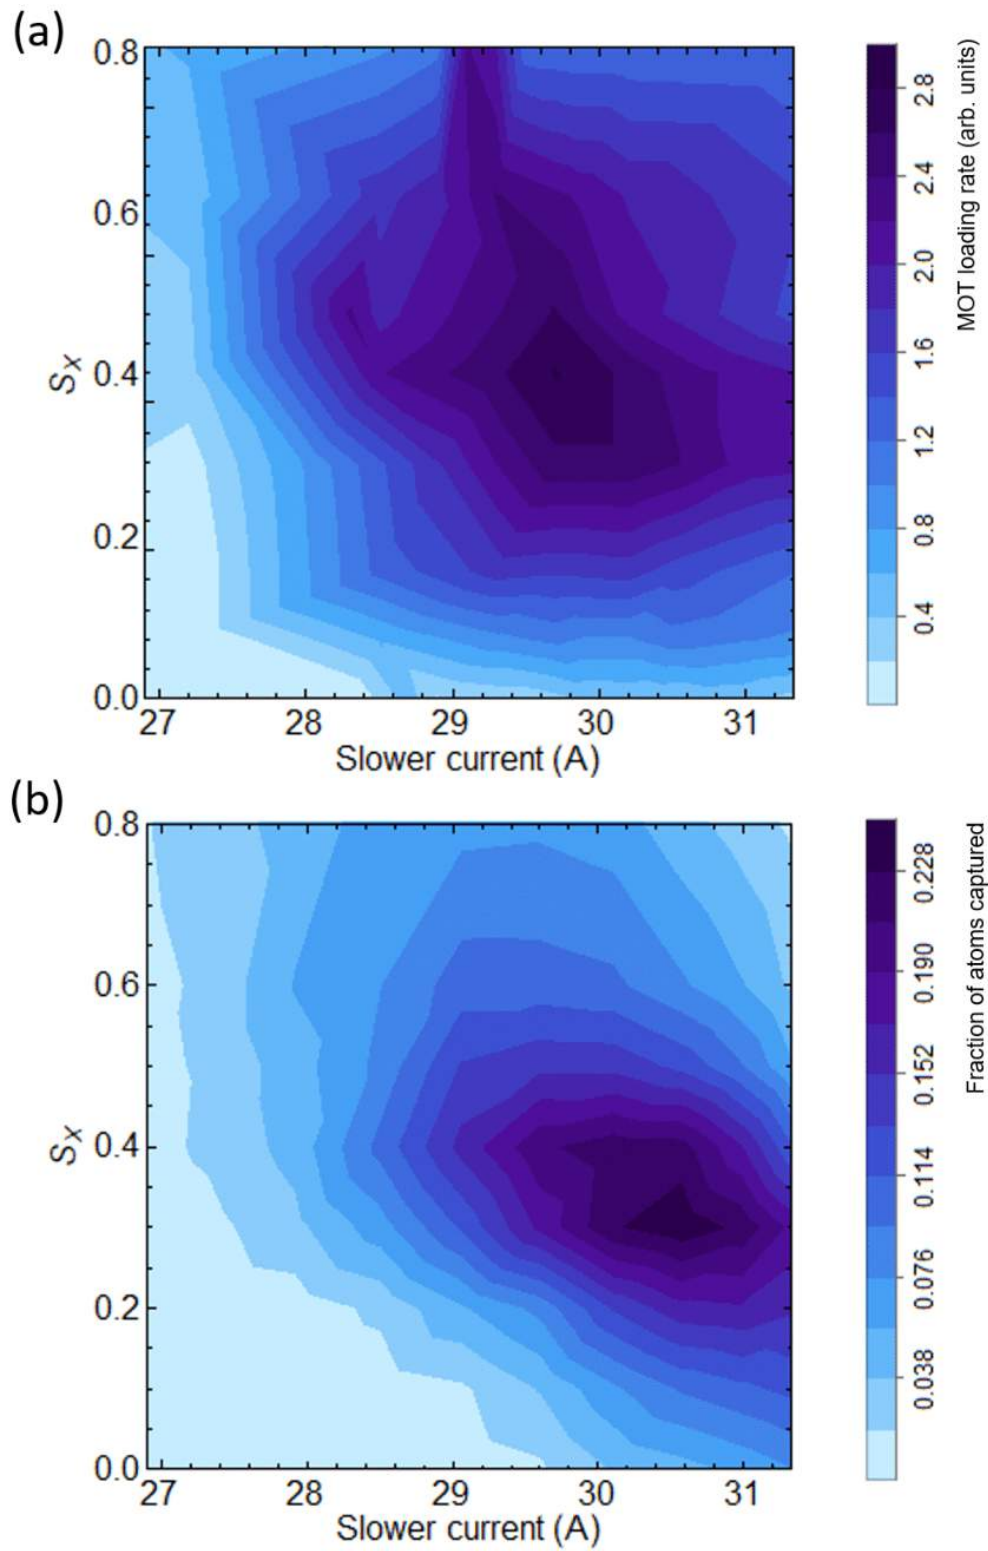 (a)
0.8
0.6
0.4
0.2
0.0
Sx
27 28 29 30 31
Slower current (A)
2.8
2.4
2.0
1.6
1.2
0.8
0.4
MOT loading rate (arb. units)
(b)
0.8
0.6
0.4
0.2
0.0
Sx
27 28 29 30 31
Slower current (A)
0.228
0.190
0.152
0.114
0.076
0.038
Fraction of atoms captured